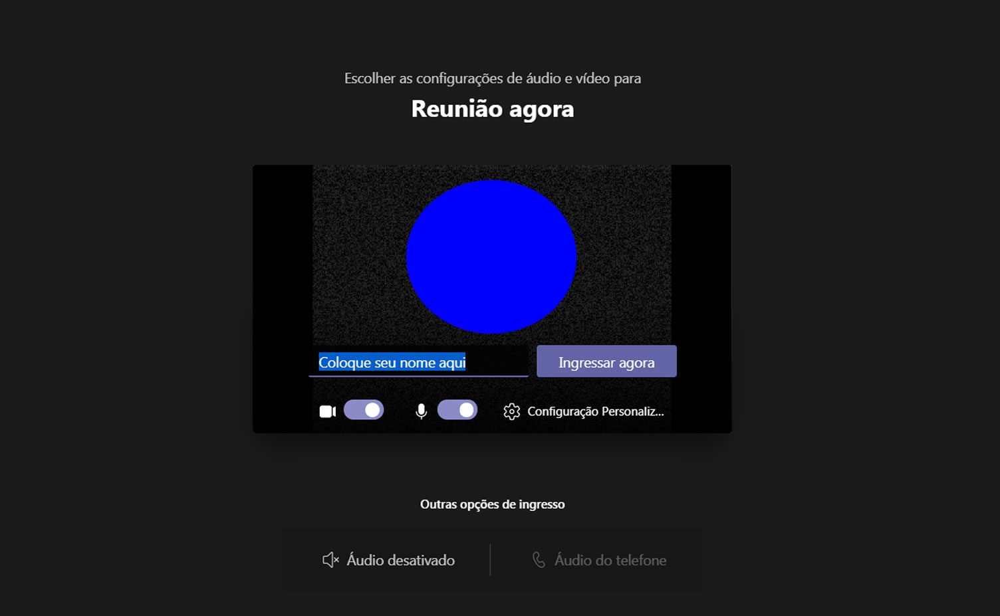 Escolher as configurações de áudio e vídeo para
Reunião agora
Coloque seu nome aqui
Ingressar agora
Configuração Personaliz...
Outras opções de ingresso
Áudio desativado
Áudio do telefone